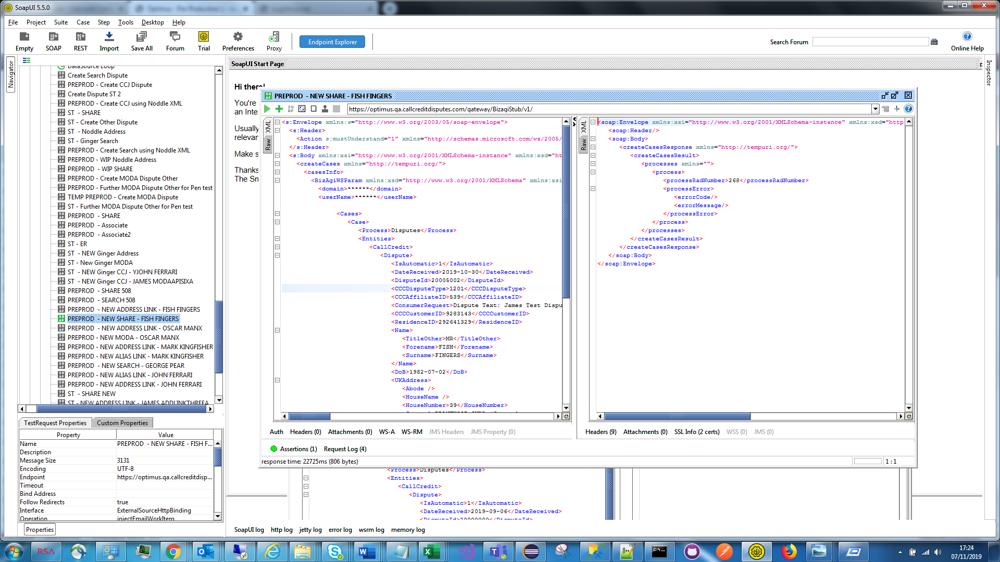 SoapUI 5.5.0
File Project Suite Case Step Tools Desktop Help
Empty SOAP REST Import Save All Forum Trial Preferences Proxy
Endpoint Explorer
Search Forum
Online Help
Navigator
DataSource Loop
Create Search Dispute
PREPROD - Create CCJ Dispute
Create Dispute ST 2
PREPROD - Create CCJ using Noddle XML
ST - SHARE
ST - Create Other Dispute
ST - Noddle Address
ST - Ginger Search
PREPROD - Create Search using Noddle XML
PREPROD - WIP Noddle Address
PREPROD - WIP SHARE
PREPROD - Create MODA Dispute Other
PREPROD - Further MODA Dispute Other for Pen test
TEMP PREPROD - Create MODA Dispute
ST - Further MODA Dispute Other for Pen test
PREPROD - SHARE
PREPROD - Associate
PREPROD - Associate2
ST - ER
ST - NEW Ginger Address
ST - New Ginger MODA
ST - NEW Ginger CCJ - YJOHN FERRARI
ST - NEW Ginger CCJ - JAMES MODAAPISIXA
PREPROD - SHARE 508
PREPROD - SEARCH 508
PREPROD - NEW ADDRESS LINK - FISH FINGERS
PREPROD - NEW SHARE - FISH FINGERS
PREPROD - NEW ADDRESS LINK - OSCAR MANX
PREPROD - NEW MODA - OSCAR MANX
PREPROD - NEW ADDRESS LINK - MARK KINGFISHER
PREPROD - NEW ALIAS LINK - MARK KINGFISHER
PREPROD - NEW SEARCH - GEORGE PEAR
PREPROD - NEW ALIAS LINK - JOHN FERRARI
PREPROD - NEW ADDRESS LINK - JOHN FERRARI
ST - SHARE NEW
ST - NEW ADDRESS LINK - JAMES ADDLINKTHREEA
TestRequest Properties Custom Properties
Property Value
Name PREPROD - NEW SHARE - FISH F...
Description
Message Size 3131
Encoding UTF-8
Endpoint https://optimus.qa.callcreditdisp...
Timeout
Bind Address
Follow Redirects true
Interface ExternalSourceHttpBinding
Operation injectEmailWorkItem
Properties
SoapUI Start Page
Inspector
Hi there!
You're
an Inte
Usually
relevan
Make s
Thanks
The Sm
PREPROD - NEW SHARE - FISH FINGERS
https://optimus.qa.callcreditdisputes.com/gateway/BizagiStub/v1/
XML
Raw
<s:Envelope xmlns:s="http://www.w3.org/2003/05/soap-envelope">
<s:Header>
<Action s:mustUnderstand="1" xmlns="http://schemas.microsoft.com/ws/2005/
</s:Header>
<s:Body xmlns:xsi="http://www.w3.org/2001/XMLSchema-instance" xmlns:xsd="ht
<createCases xmlns="http://tempuri.org/">
<casesInfo>
<BizAgiWSParam xmlns:xsd="http://www.w3.org/2001/XMLSchema" xmlns:xsi
<domain>******</domain>
<userName>******</userName>
<Cases>
<Case>
<Process>Disputes</Process>
<Entities>
<CallCredit>
<Dispute>
<IsAutomatic>1</IsAutomatic>
<DateReceived>2019-10-30</DateReceived>
<DisputeId>20005002</DisputeId>
<CCCDisputeType>1201</CCCDisputeType>
<CCCAffiliateID>539</CCCAffiliateID>
<ConsumerRequest>Dispute Text: James Test Dispu
<CCCCustomerID>9283143</CCCCustomerID>
<ResidenceID>292641329</ResidenceID>
<Name>
<TitleOther>MR</TitleOther>
<Forename>FISH</Forename>
<Surname>FINGERS</Surname>
</Name>
<DoB>1982-07-02</DoB>
<UKAddress>
<Abode />
<HouseName />
<HouseNumber>39</HouseNumber>
XML
Raw
<soap:Envelope xmlns:xsi="http://www.w3.org/2001/XMLSchema-instance" xmlns:xsd="http
<soap:Header/>
<soap:Body>
<createCasesResponse xmlns="http://tempuri.org/">
<createCasesResult>
<processes xmlns="">
<process>
<processRadNumber>268</processRadNumber>
<processError>
<errorCode/>
<errorMessage/>
</processError>
</process>
</processes>
</createCasesResult>
</createCasesResponse>
</soap:Body>
</soap:Envelope>
Auth Headers (0) Attachments (0) WS-A WS-RM JMS Headers JMS Property (0)
Headers (9) Attachments (0) SSL Info (2 certs) WSS (0) JMS (0)
Assertions (1) Request Log (4)
response time: 22725ms (806 bytes)
1 : 1
<Process>Disputes</Process>
<Entities>
<CallCredit>
<Dispute>
<IsAutomatic>1</IsAutomatic>
<DateReceived>2019-09-06</DateReceived>
SoapUI log http log jetty log error log wsrm log memory log
RSA
17:24
07/11/2019